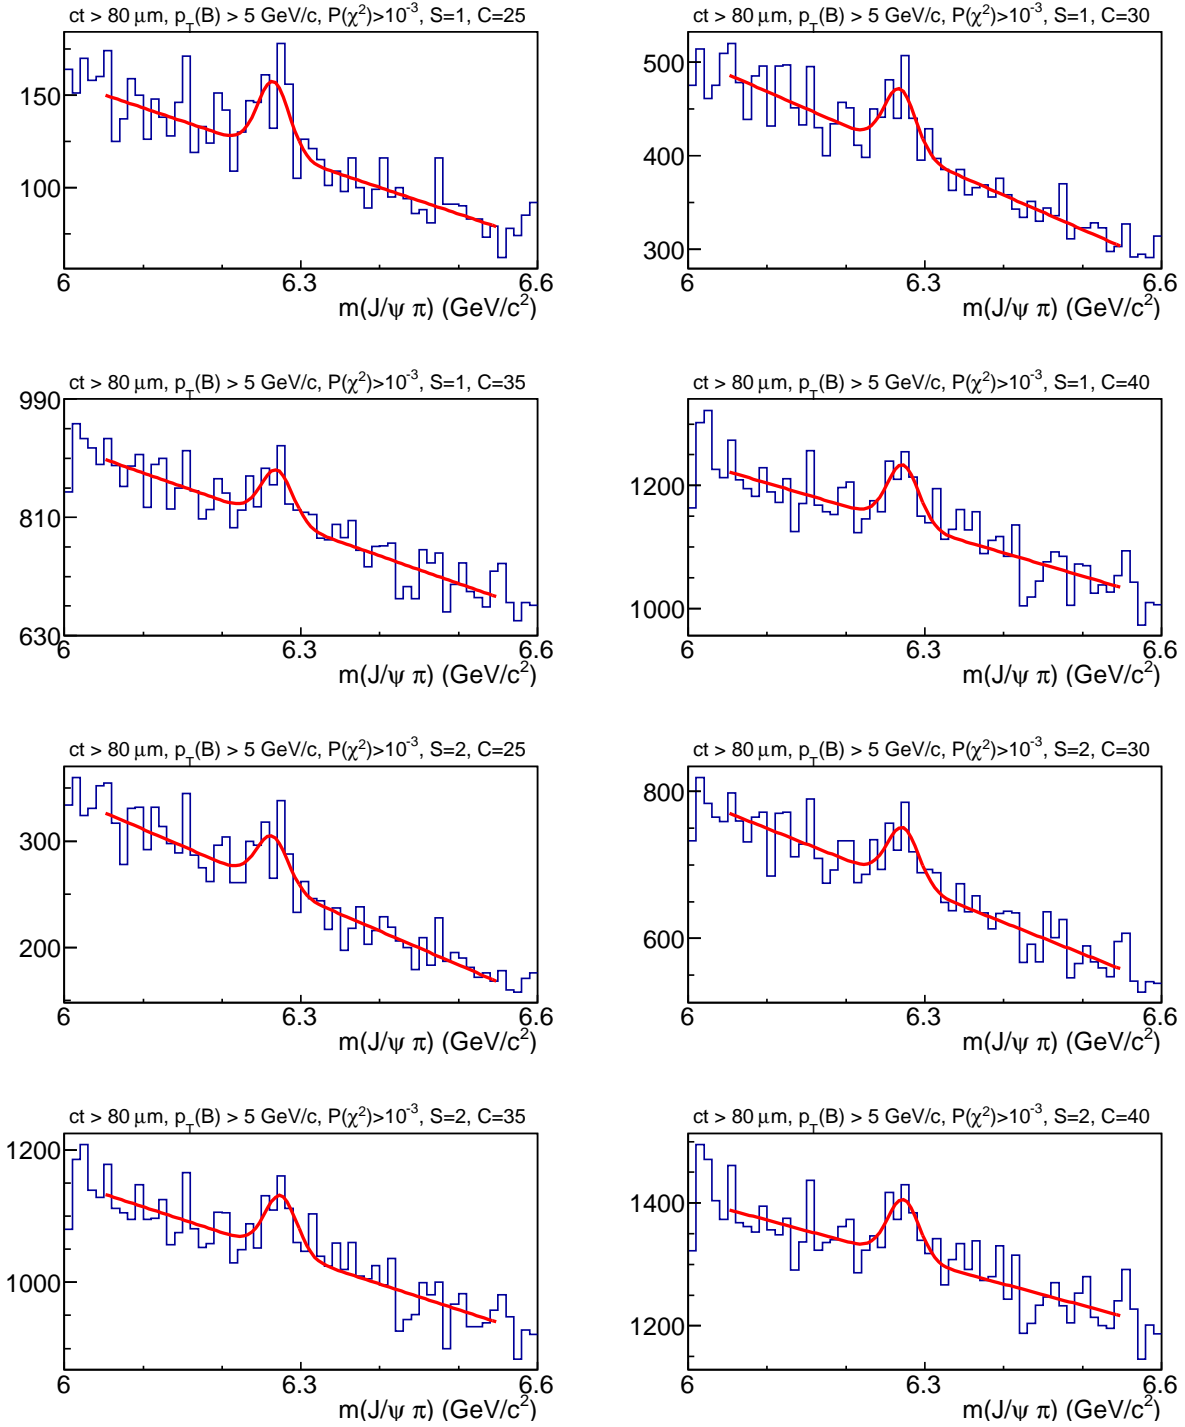 ct > 80 μm, p_T(B) > 5 GeV/c, P(χ²)>10⁻³, S=1, C=25
150
100
6 6.3 6.6
m(J/ψ π) (GeV/c²)
ct > 80 μm, p_T(B) > 5 GeV/c, P(χ²)>10⁻³, S=1, C=30
500
400
300
6 6.3 6.6
m(J/ψ π) (GeV/c²)
ct > 80 μm, p_T(B) > 5 GeV/c, P(χ²)>10⁻³, S=1, C=35
990
810
630
6 6.3 6.6
m(J/ψ π) (GeV/c²)
ct > 80 μm, p_T(B) > 5 GeV/c, P(χ²)>10⁻³, S=1, C=40
1200
1000
6 6.3 6.6
m(J/ψ π) (GeV/c²)
ct > 80 μm, p_T(B) > 5 GeV/c, P(χ²)>10⁻³, S=2, C=25
300
200
6 6.3 6.6
m(J/ψ π) (GeV/c²)
ct > 80 μm, p_T(B) > 5 GeV/c, P(χ²)>10⁻³, S=2, C=30
800
600
6 6.3 6.6
m(J/ψ π) (GeV/c²)
ct > 80 μm, p_T(B) > 5 GeV/c, P(χ²)>10⁻³, S=2, C=35
1200
1000
6 6.3 6.6
m(J/ψ π) (GeV/c²)
ct > 80 μm, p_T(B) > 5 GeV/c, P(χ²)>10⁻³, S=2, C=40
1400
1200
6 6.3 6.6
m(J/ψ π) (GeV/c²)